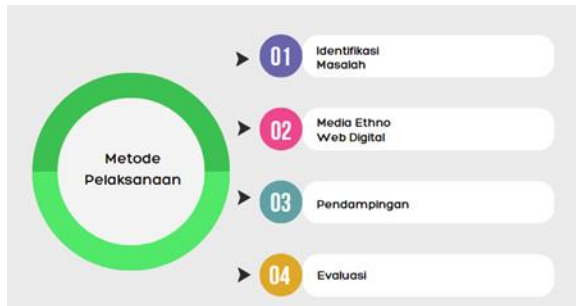 Metode
Pelaksanaan
01
Identifikasi
Masalah
02
Media Ethno
Web Digital
03
Pendampingan
04
Evaluasi